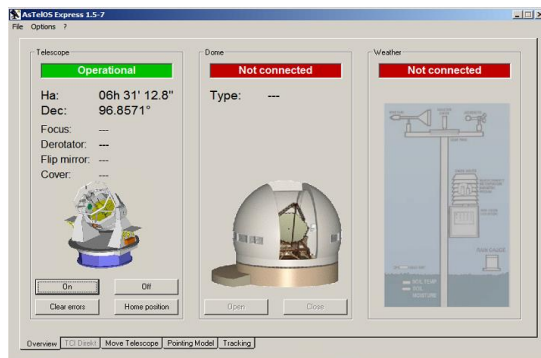 AsTelOS Express 1.5-7
File Options ?
Telescope
Operational
Ha: 06h 31' 12.8"
Dec: 96.8571°
Focus: ---
Derotator: ---
Flip mirror: ---
Cover: ---
On Off
Clear errors Home position
Dome
Not connected
Type: ---
Open Close
Weather
Not connected
Overview TCI Direkt Move Telescope Pointing Model Tracking